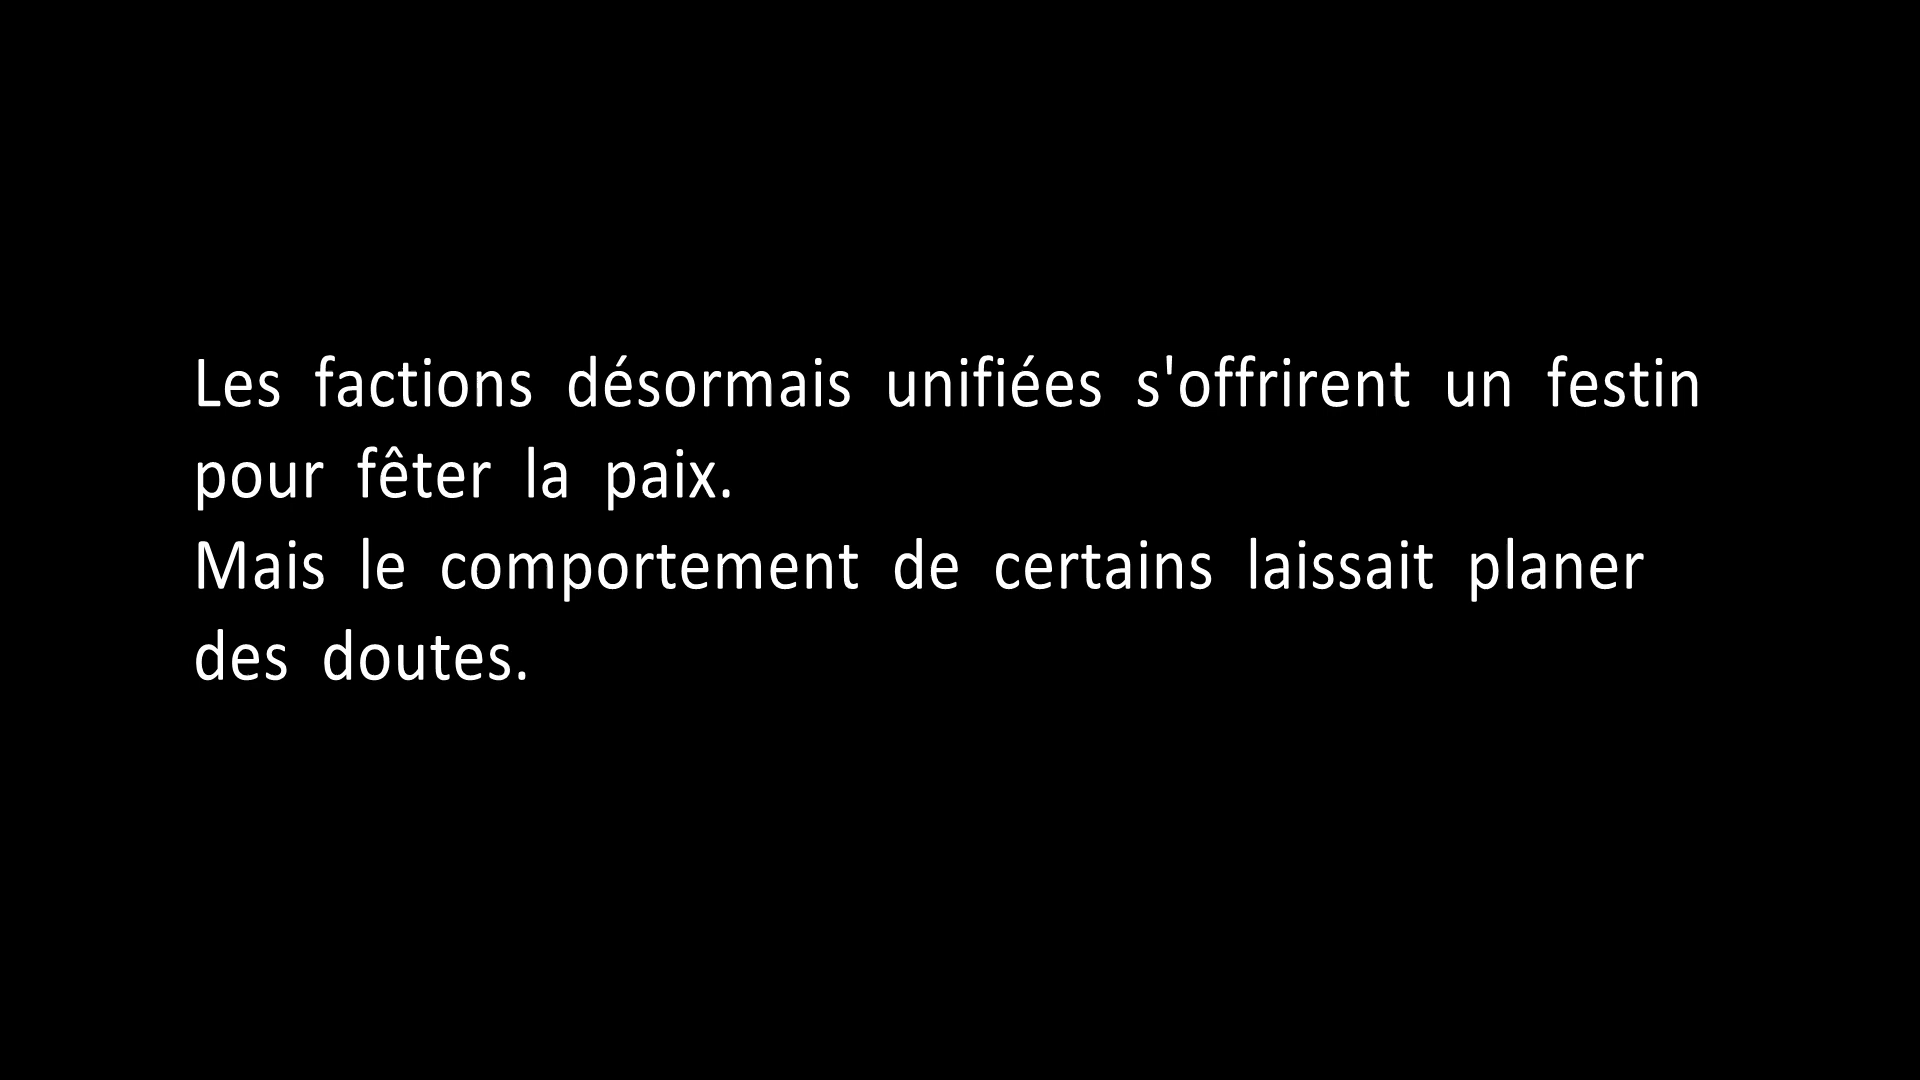 Les factions désormais unifiées s'offrirent un festin
pour fêter la paix.
Mais le comportement de certains laissait planer
des doutes.